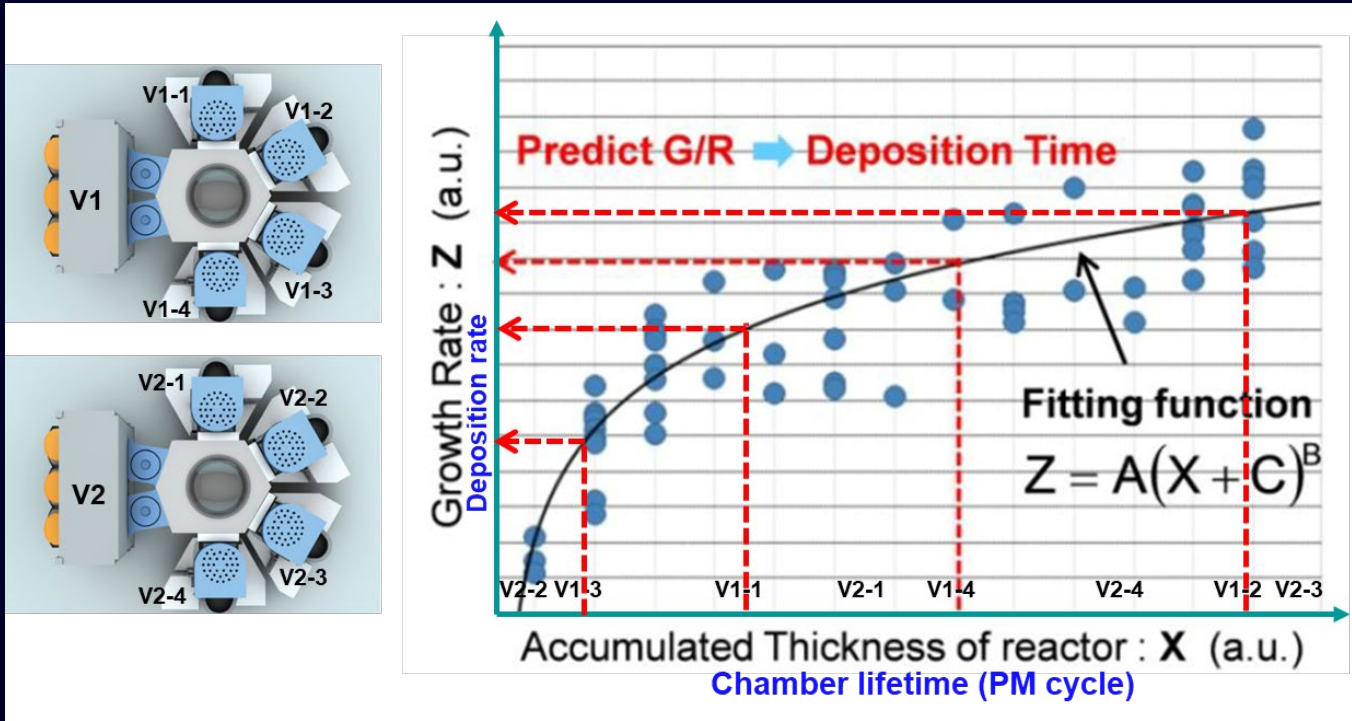 V1-1
V1-2
V1
V1-3
V1-4
V2-1
V2-2
V2
V2-3
V2-4
Growth Rate : Z (a.u.)
Deposition rate
Predict G/R Deposition Time
Fitting function
Z = A(X + C)^B
V2-2 V1-3 V1-1 V2-1 V1-4 V2-4 V1-2 V2-3
Accumulated Thickness of reactor : X (a.u.)
Chamber lifetime (PM cycle)